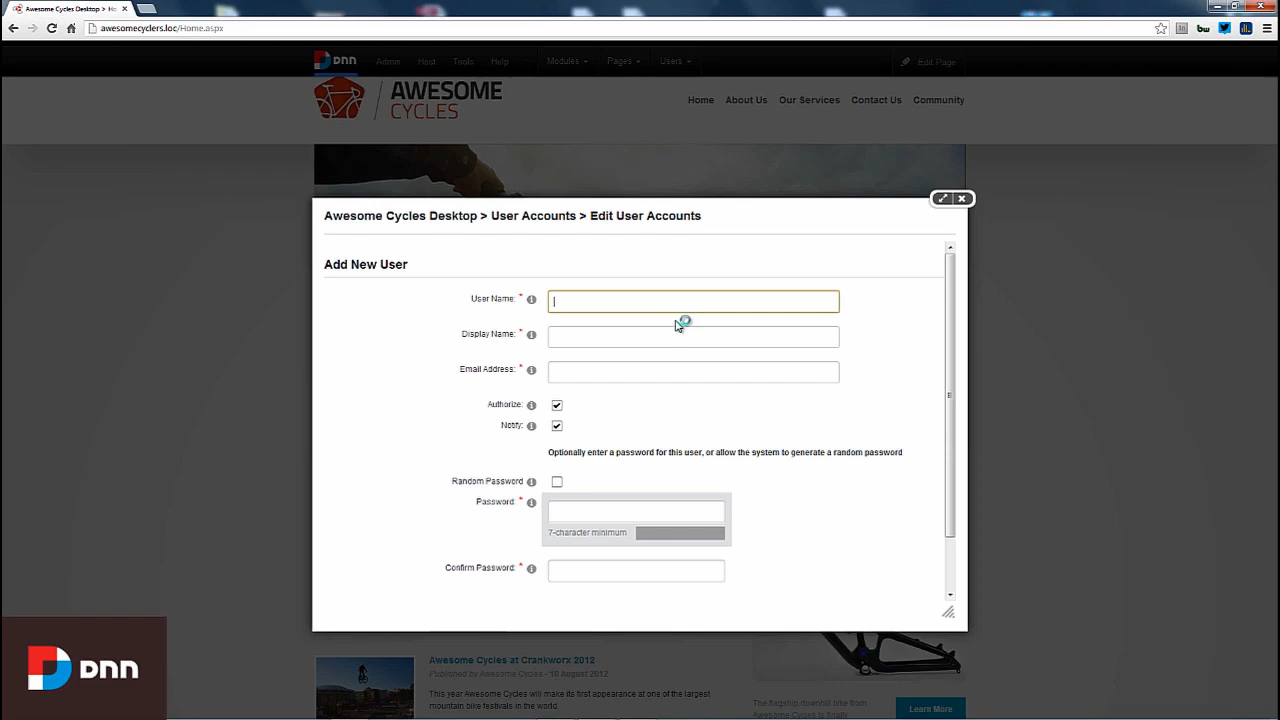 Awesome Cycles Desktop > Ho
awesomecyclers.loc/Home.aspx
DNN Admin Host Tools Help Modules Pages Users Edit Page
AWESOME
CYCLES
Home About Us Our Services Contact Us Community
Awesome Cycles Desktop > User Accounts > Edit User Accounts
Add New User
User Name: *
Display Name: *
Email Address: *
Authorize:
Notify:
Optionally enter a password for this user, or allow the system to generate a random password
Random Password
Password: *
7-character minimum
Confirm Password: *
DNN
Awesome Cycles at Crankworx 2012
Published by Awesome Cycles - 10 August 2012
This year Awesome Cycles will make its first appearance at one of the largest
mountain bike festivals in the world.
The flagship downhill bike from
Awesome Cycles is finally
Learn More